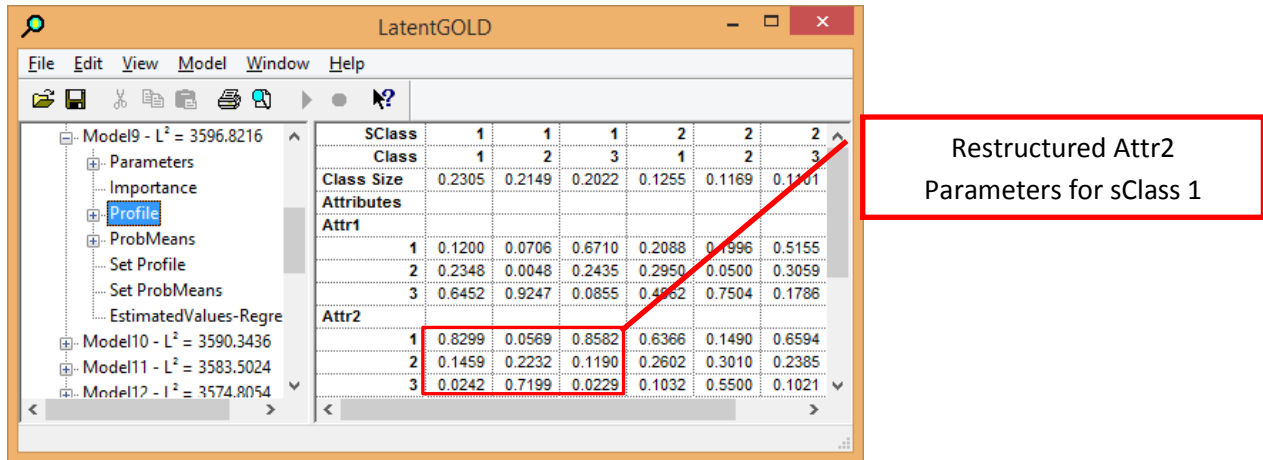 LatentGOLD
File Edit View Model Window Help
Model9 - L² = 3596.8216
Parameters
Importance
Profile
ProbMeans
Set Profile
Set ProbMeans
EstimatedValues-Regre
Model10 - L² = 3590.3436
Model11 - L² = 3583.5024
Model12 - L² = 3574.8054
SClass 1 1 1 2 2 2
Class 1 2 3 1 2 3
Class Size 0.2305 0.2149 0.2022 0.1255 0.1169 0.1101
Attributes
Attr1
1 0.1200 0.0706 0.6710 0.2088 0.1996 0.5155
2 0.2348 0.0048 0.2435 0.2950 0.0500 0.3059
3 0.6452 0.9247 0.0855 0.4962 0.7504 0.1786
Attr2
1 0.8299 0.0569 0.8582 0.6366 0.1490 0.6594
2 0.1459 0.2232 0.1190 0.2602 0.3010 0.2385
3 0.0242 0.7199 0.0229 0.1032 0.5500 0.1021
Restructured Attr2
Parameters for sClass 1